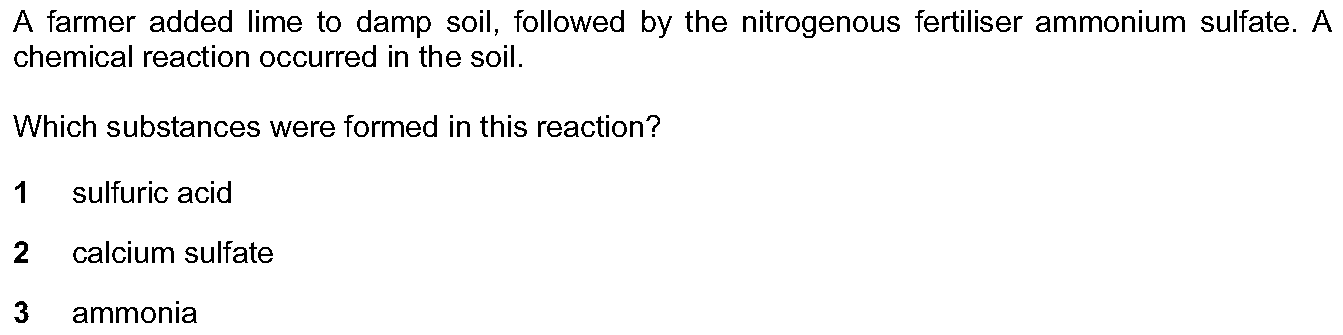 A farmer added lime to damp soil, followed by the nitrogenous fertiliser ammonium sulfate. A
chemical reaction occurred in the soil.
Which substances were formed in this reaction?
1 sulfuric acid
2 calcium sulfate
3 ammonia